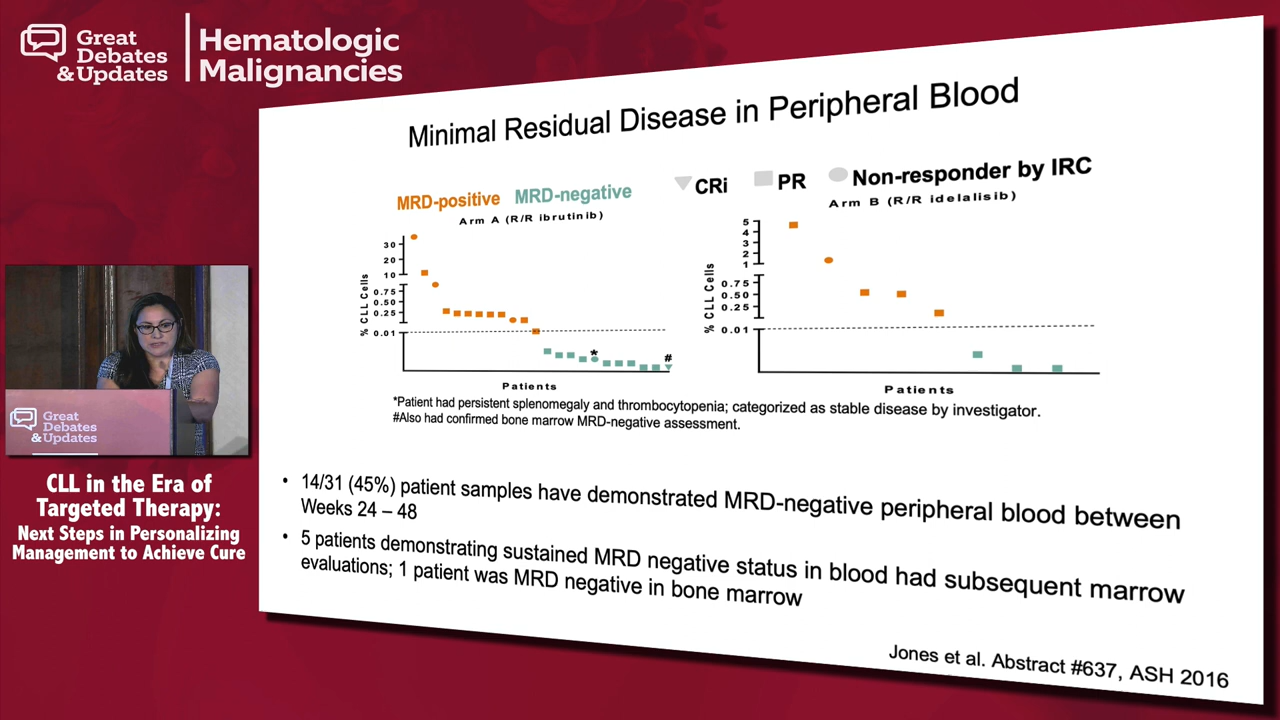 Great
Debates
& Updates
Hematologic
Malignancies
Minimal Residual Disease in Peripheral Blood
MRD-positive MRD-negative
CRi PR Non-responder by IRC
Arm A (R/R ibrutinib)
30
20
10
0.75
0.50
0.25
0.01
% CLL Cells
*
#
Patients
Arm B (R/R idelalisib)
5
4
3
2
1
0.75
0.50
0.25
0.01
% CLL Cells
Patients
*Patient had persistent splenomegaly and thrombocytopenia; categorized as stable disease by investigator.
#Also had confirmed bone marrow MRD-negative assessment.
• 14/31 (45%) patient samples have demonstrated MRD-negative peripheral blood between
Weeks 24 – 48
• 5 patients demonstrating sustained MRD negative status in blood had subsequent marrow
evaluations; 1 patient was MRD negative in bone marrow
Jones et al. Abstract #637, ASH 2016
Great
Debates
& Updates
CLL in the Era of
Targeted Therapy:
Next Steps in Personalizing
Management to Achieve Cure